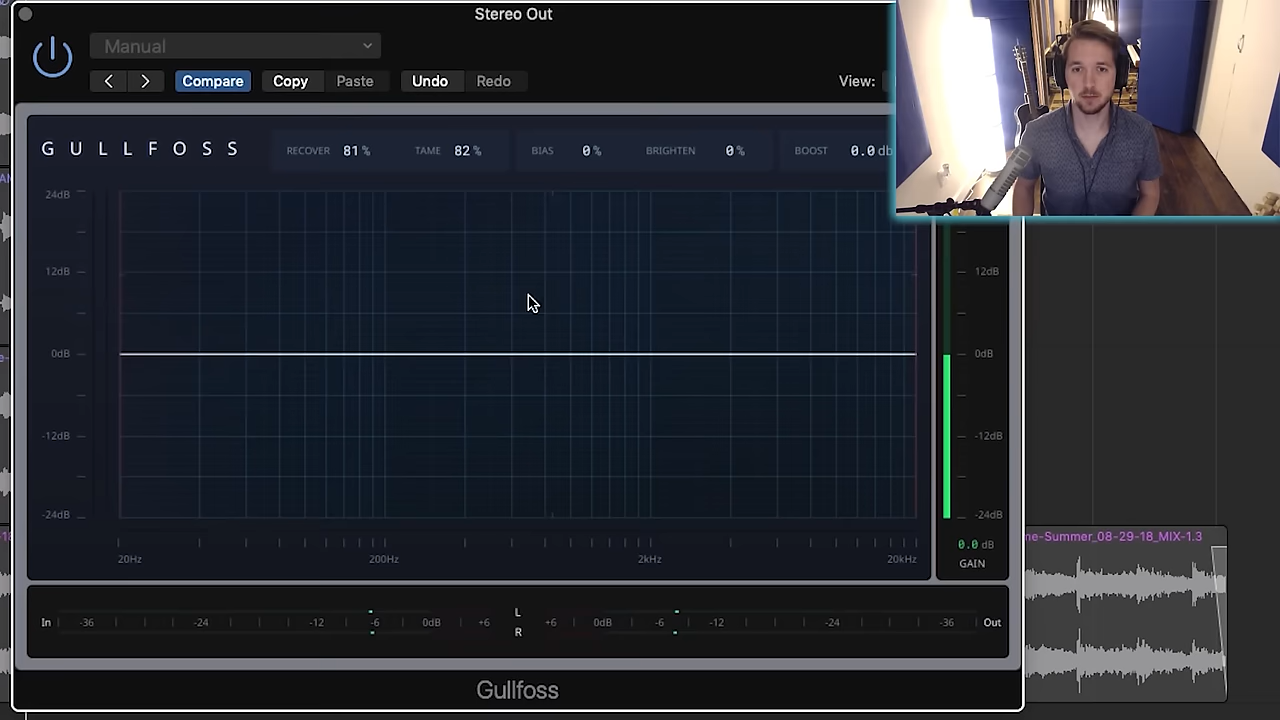 Stereo Out
Manual
Compare Copy Paste Undo Redo View:
GULLFOSS RECOVER 81% TAME 82% BIAS 0% BRIGHTEN 0% BOOST 0.0 db
24dB
12dB 12dB
0dB 0dB
-12dB -12dB
-24dB -24dB
0.0 dB
GAIN
20Hz 200Hz 2kHz 20kHz
me-Summer_08-29-18_MIX-1.3
In -36 -24 -12 -6 0dB +6 L +6 0dB -6 -12 -24 -36 Out
R
Gullfoss